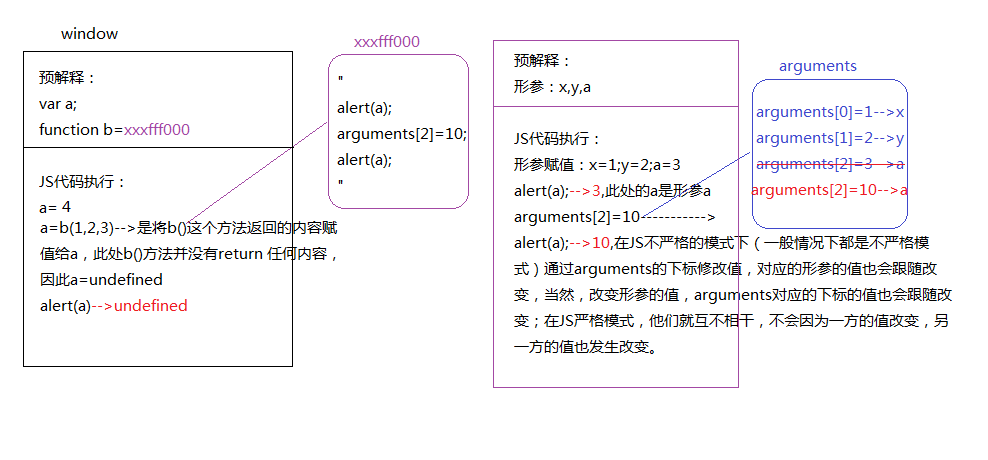 window
预解释：
var a;
function b=xxxfff000
JS代码执行：
a= 4
a=b(1,2,3)-->是将b()这个方法返回的内容赋
值给a，此处b()方法并没有return 任何内容，
因此a=undefined
alert(a)-->undefined
xxxfff000
"
alert(a);
arguments[2]=10;
alert(a);
"
预解释：
形参：x,y,a
JS代码执行：
形参赋值：x=1;y=2;a=3
alert(a);-->3,此处的a是形参a
arguments[2]=10----------->
alert(a);-->10,在JS不严格的模式下（一般情况下都是不严格模
式）通过arguments的下标修改值，对应的形参的值也会跟随改
变，当然，改变形参的值，arguments对应的下标的值也会跟随改
变；在JS严格模式，他们就互不相干，不会因为一方的值改变，另
一方的值也发生改变。
arguments
arguments[0]=1-->x
arguments[1]=2-->y
arguments[2]=3-->a
arguments[2]=10-->a